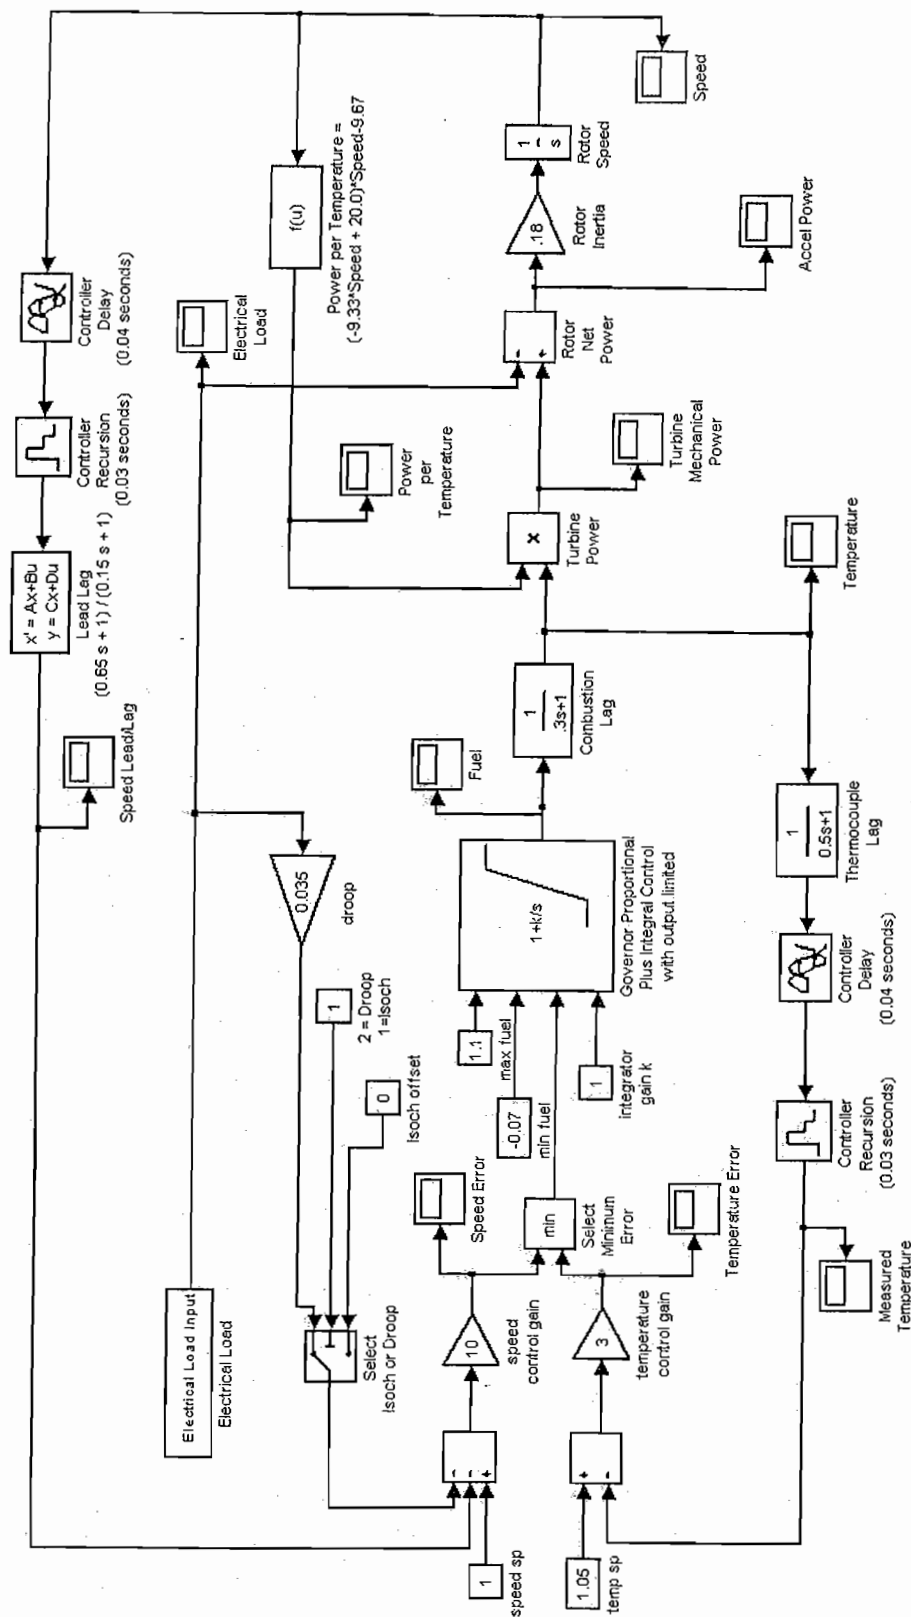 Controller
Delay
(0.04 seconds)
Controller
Recursion
(0.03 seconds)
x' = Ax+Bu
y = Cx+Du
Lead Lag
(0.65 s + 1) / (0.15 s + 1)
Speed Lead/Lag
Electrical Load Input
Electrical Load
Electrical
Load
f(u)
Power per Temperature =
(-9.33*Speed + 20.0)*Speed-9.67
Power
per
Temperature
0.035
droop
1
2 = Droop
1=Isoch
0
Isoch offset
Select
Isoch or Droop
1
speed sp
10
speed
control gain
Speed Error
1.05
temp sp
3
temperature
control gain
Temperature Error
min
Select
Minimum
Error
1.1
max fuel
-0.07
min fuel
1
integrator
gain k
1+k/s
Governor Proportional
Plus Integral Control
with output limited
Fuel
1
.3s+1
Combustion
Lag
x
Turbine
Power
Turbine
Mechanical
Power
Rotor
Net
Power
Accel Power
.18
Rotor
Inertia
1
s
Rotor
Speed
Speed
Temperature
1
0.5s+1
Thermocouple
Lag
Controller
Delay
(0.04 seconds)
Controller
Recursion
(0.03 seconds)
Measured
Temperature